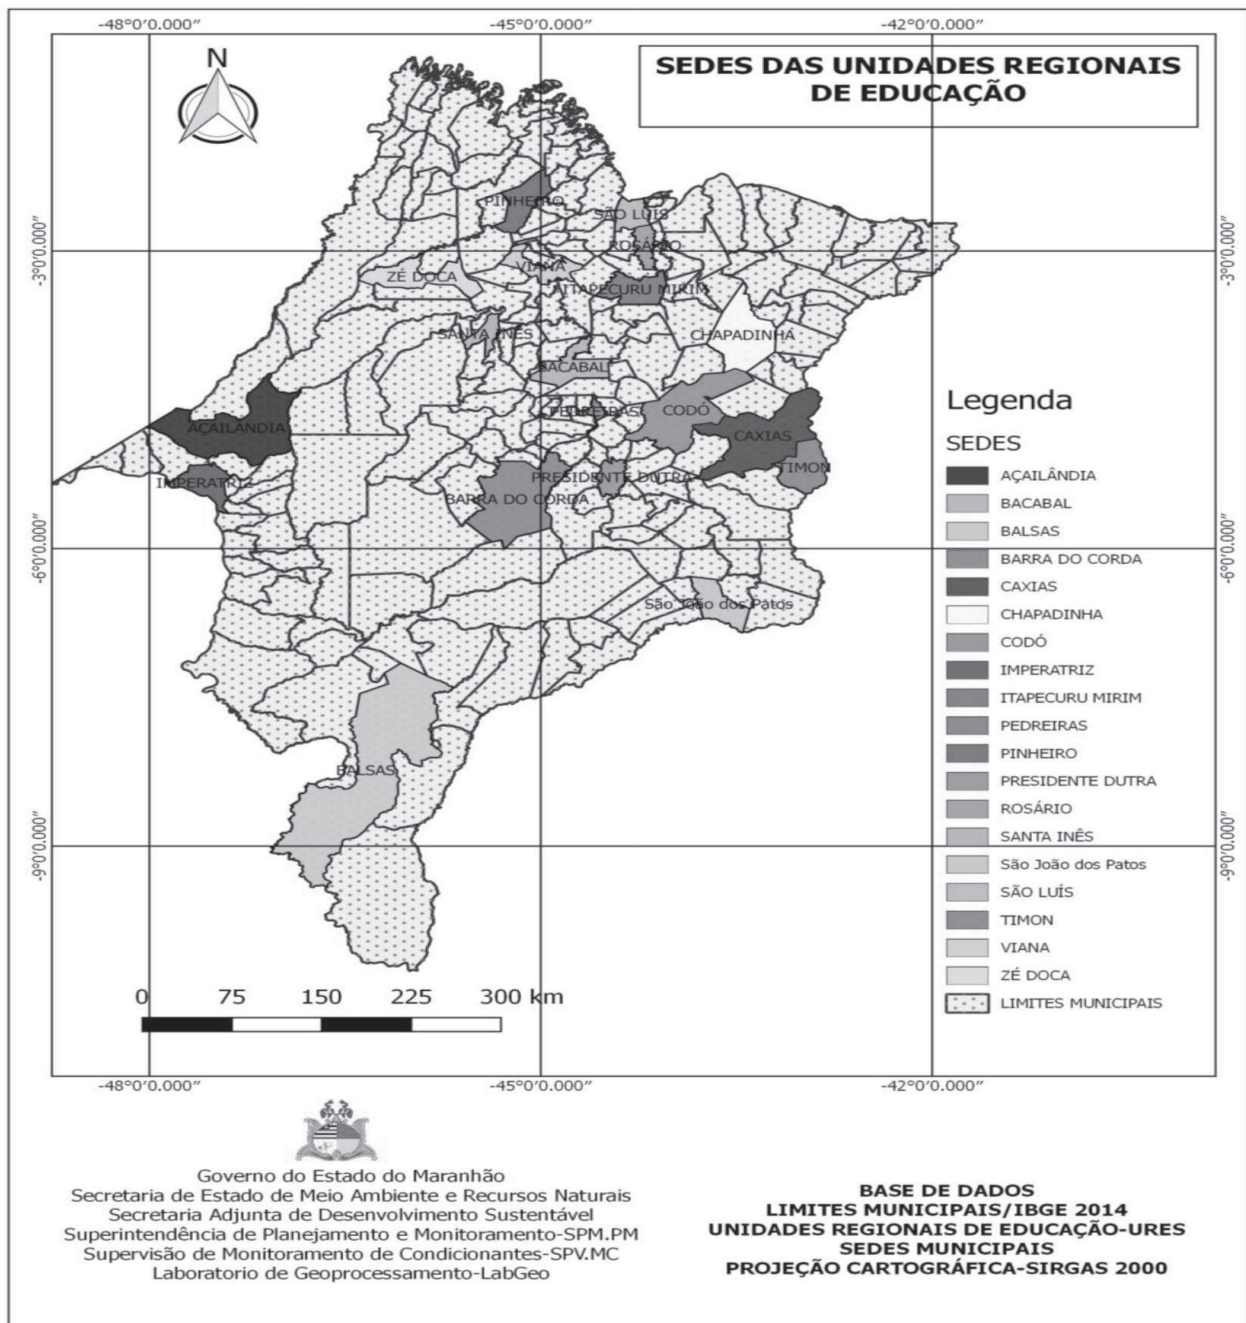 -48°0'0.000"
-45°0'0.000"
-42°0'0.000"
N
SEDES DAS UNIDADES REGIONAIS
DE EDUCAÇÃO
PINHEIRO
SÃO LUÍS
-3°0'0.000"
ROSÁRIO
-3°0'0.000"
VIANA
ZÉ DOCA
ITAPECURU MIRIM
SANTA INÊS
CHAPADINHA
BACABAL
PEDREIRAS
CODÓ
AÇAILÂNDIA
CAXIAS
TIMON
IMPERATRIZ
PRESIDENTE DUTRA
BARRA DO CORDA
-6°0'0.000"
-6°0'0.000"
São João dos Patos
BALSAS
-9°0'0.000"
-9°0'0.000"
Legenda
SEDES
AÇAILÂNDIA
BACABAL
BALSAS
BARRA DO CORDA
CAXIAS
CHAPADINHA
CODÓ
IMPERATRIZ
ITAPECURU MIRIM
PEDREIRAS
PINHEIRO
PRESIDENTE DUTRA
ROSÁRIO
SANTA INÊS
São João dos Patos
SÃO LUÍS
TIMON
VIANA
ZÉ DOCA
LIMITES MUNICIPAIS
0 75 150 225 300 km
-48°0'0.000"
-45°0'0.000"
-42°0'0.000"
Governo do Estado do Maranhão
Secretaria de Estado de Meio Ambiente e Recursos Naturais
Secretaria Adjunta de Desenvolvimento Sustentável
Superintendência de Planejamento e Monitoramento-SPM.PM
Supervisão de Monitoramento de Condicionantes-SPV.MC
Laboratorio de Geoprocessamento-LabGeo
BASE DE DADOS
LIMITES MUNICIPAIS/IBGE 2014
UNIDADES REGIONAIS DE EDUCAÇÃO-URES
SEDES MUNICIPAIS
PROJEÇÃO CARTOGRÁFICA-SIRGAS 2000